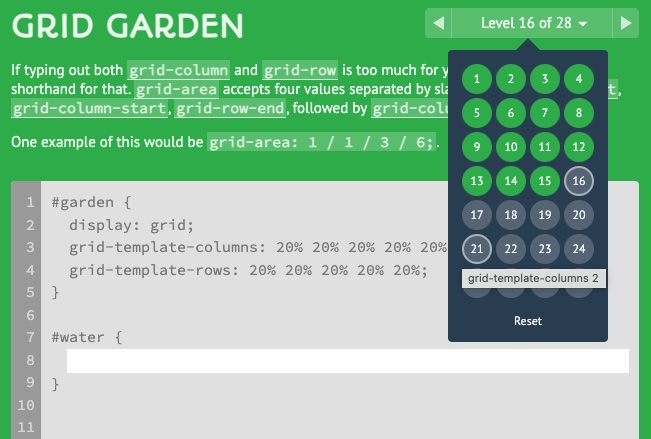 GRID GARDEN
Level 16 of 28
If typing out both grid-column and grid-row is too much for y
shorthand for that. grid-area accepts four values separated by sla t,
grid-column-start, grid-row-end, followed by grid-colu
One example of this would be grid-area: 1 / 1 / 3 / 6;.
1 2 3 4
5 6 7 8
9 10 11 12
13 14 15 16
17 18 19 20
21 22 23 24
grid-template-columns 2
Reset
1 #garden {
2 display: grid;
3 grid-template-columns: 20% 20% 20% 20% 20%
4 grid-template-rows: 20% 20% 20% 20% 20%;
5 }
6
7 #water {
8
9 }
10
11